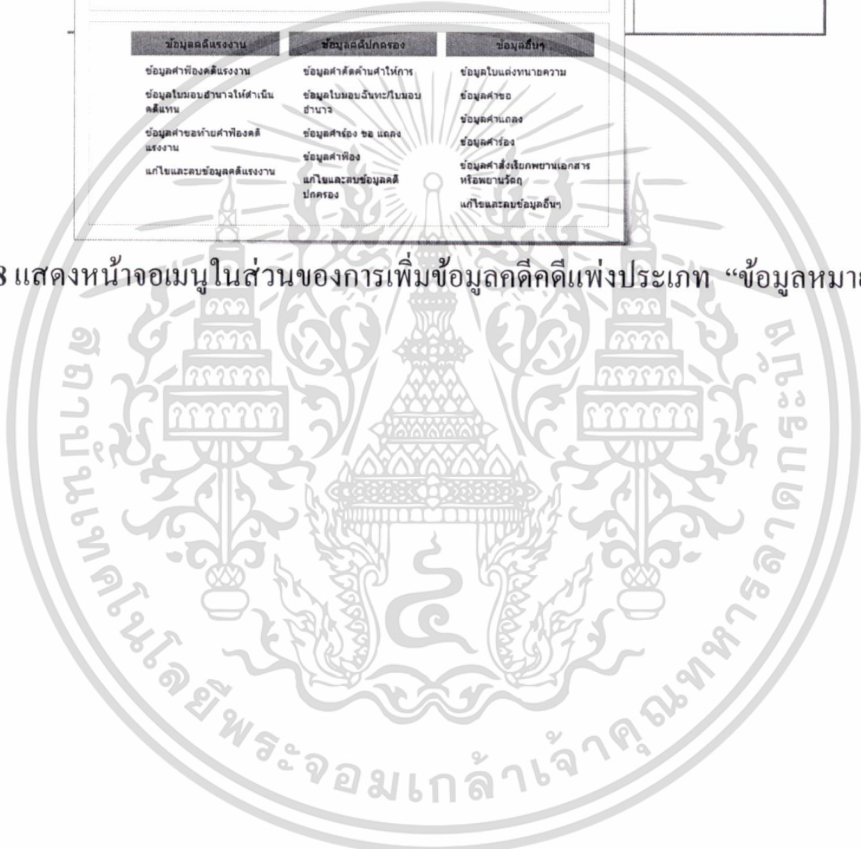 ข้อมูลคดีแรงงาน
ข้อมูลคำฟ้องคดีแรงงาน
ข้อมูลใบมอบอำนาจให้ดำเนิน
คดีแทน
ข้อมูลคำขอท้ายคำฟ้องคดี
แรงงาน
แก้ไขและลบข้อมูลคดีแรงงาน
ข้อมูลคดีปกครอง
ข้อมูลคำคัดค้านคำให้การ
ข้อมูลใบมอบฉันทะ/ใบมอบ
อำนาจ
ข้อมูลคำร้อง ขอ แถลง
ข้อมูลคำฟ้อง
แก้ไขและลบข้อมูลคดี
ปกครอง
ข้อมูลอื่นๆ
ข้อมูลใบแต่งทนายความ
ข้อมูลคำขอ
ข้อมูลคำแถลง
ข้อมูลคำร้อง
ข้อมูลคำสั่งเรียกพยานเอกสาร
หรือพยานวัตถุ
แก้ไขและลบข้อมูลอื่นๆ
8 แสดงหน้าจอเมนูในส่วนของการเพิ่มข้อมูลคดีคดีแพ่งประเภท “ข้อมูลหมาย
สถาบันเทคโนโลยีพระจอมเกล้าเจ้าคุณทหารลาดกระบัง